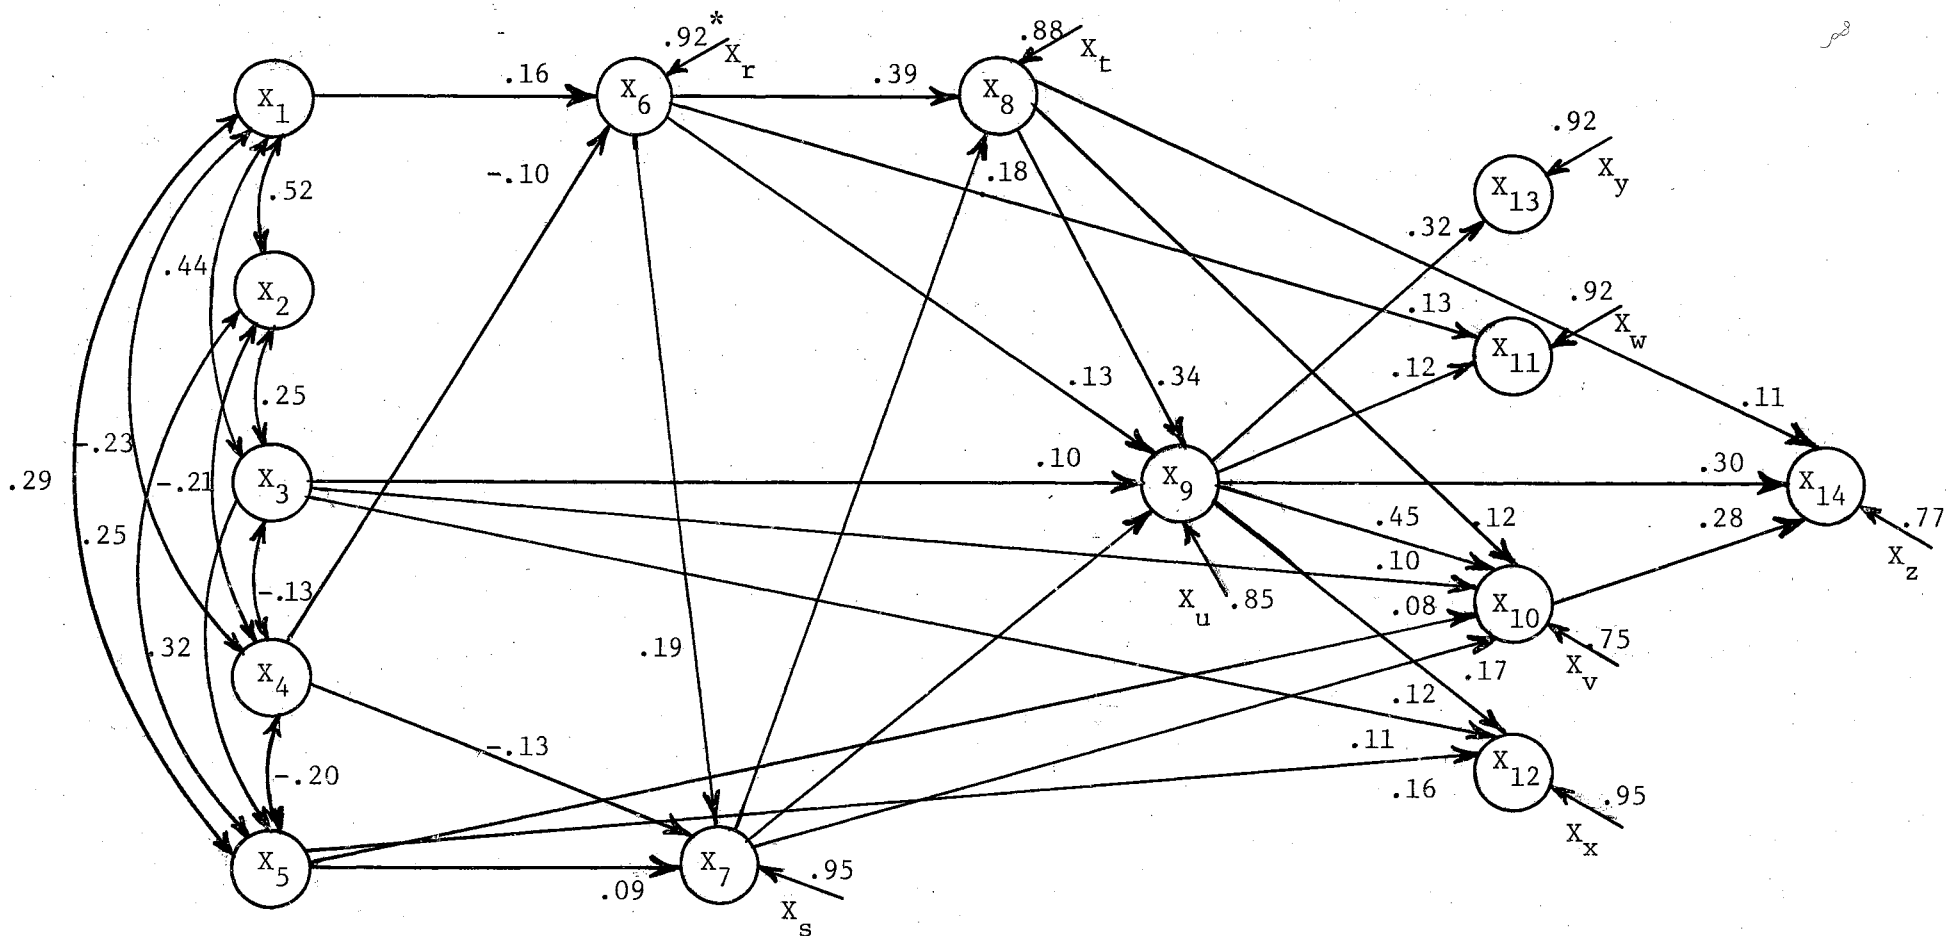 .92*
X_r
.88
X_t
X_1
.16
X_6
.39
X_8
.92
X_y
-.10
.18
X_13
.52
.32
.44
X_2
.13
.92
X_w
X_11
.12
.13
.34
.11
.25
-.23
.29
-.21
X_3
.10
X_9
.30
X_14
.25
.45
.12
.28
.77
X_z
.10
-.13
X_u
.85
.08
X_10
.32
.19
X_v
.75
X_4
.17
.12
-.13
.11
X_12
-.20
.16
.95
X_x
X_5
X_7
.95
.09
X_s